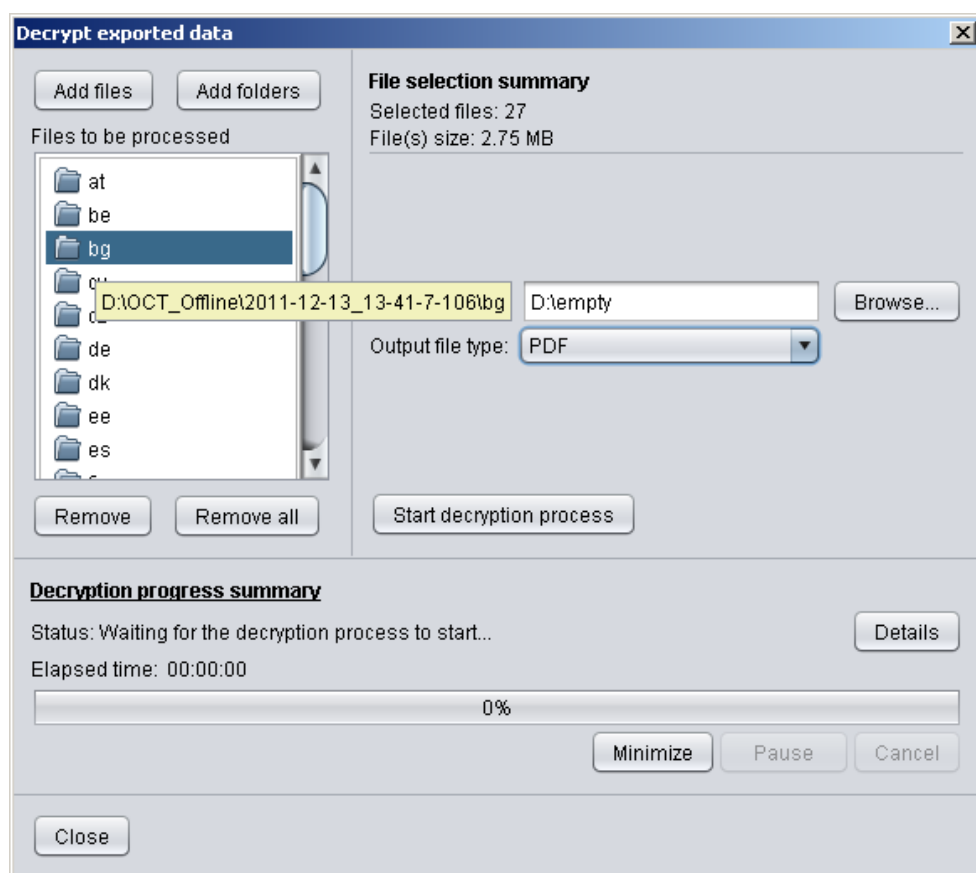 Decrypt exported data
Add files
Add folders
Files to be processed
at
be
bg
D:\OCT_Offline\2011-12-13_13-41-7-106\bg
de
dk
ee
es
Remove
Remove all
File selection summary
Selected files: 27
File(s) size: 2.75 MB
D:\empty
Browse...
Output file type:
PDF
Start decryption process
Decryption progress summary
Status: Waiting for the decryption process to start...
Details
Elapsed time: 00:00:00
0%
Minimize
Pause
Cancel
Close